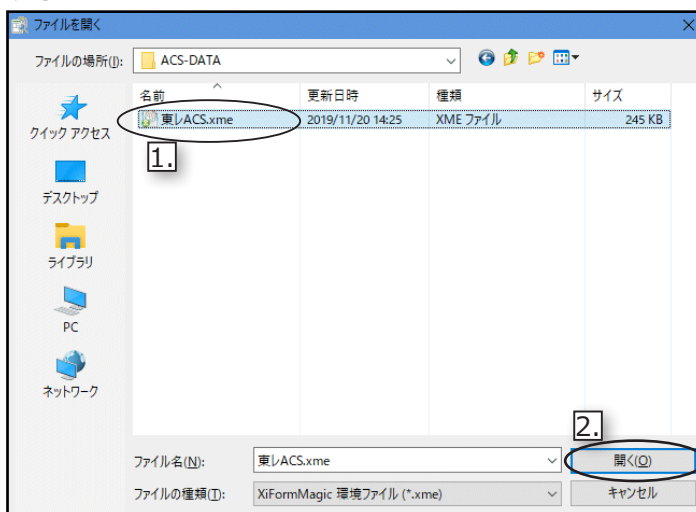 ファイルを開く
ファイルの場所(I): ACS-DATA
名前 更新日時 種類 サイズ
東レACS.xme 2019/11/20 14:25 XME ファイル 245 KB
1.
クイック アクセス
デスクトップ
ライブラリ
PC
ネットワーク
2.
ファイル名(N): 東レACS.xme 開く(O)
ファイルの種類(T): XiFormMagic 環境ファイル (*.xme) キャンセル